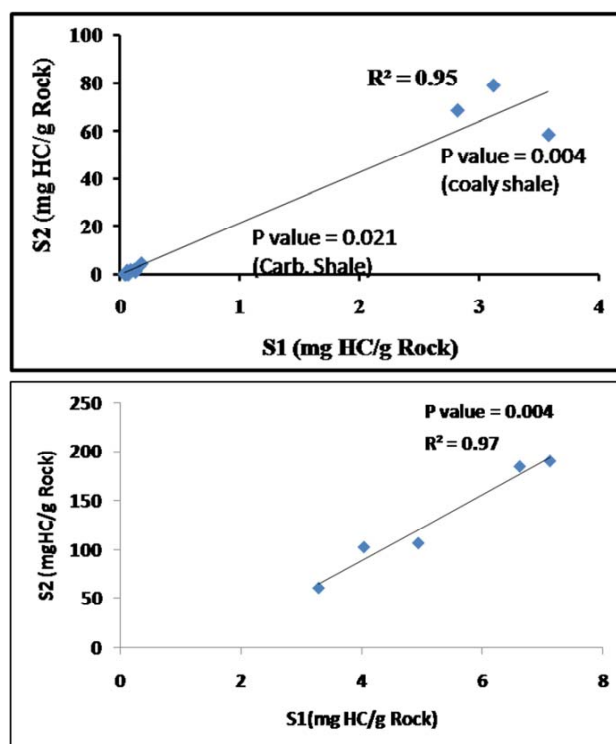 100
80
60
40
20
0
S2 (mg HC/g Rock)
R² = 0.95
P value = 0.004
(coaly shale)
P value = 0.021
(Carb. Shale)
0 1 2 3 4
S1 (mg HC/g Rock)
250
200
150
100
50
0
S2 (mgHC/g Rock)
P value = 0.004
R² = 0.97
0 2 4 6 8
S1(mg HC/g Rock)